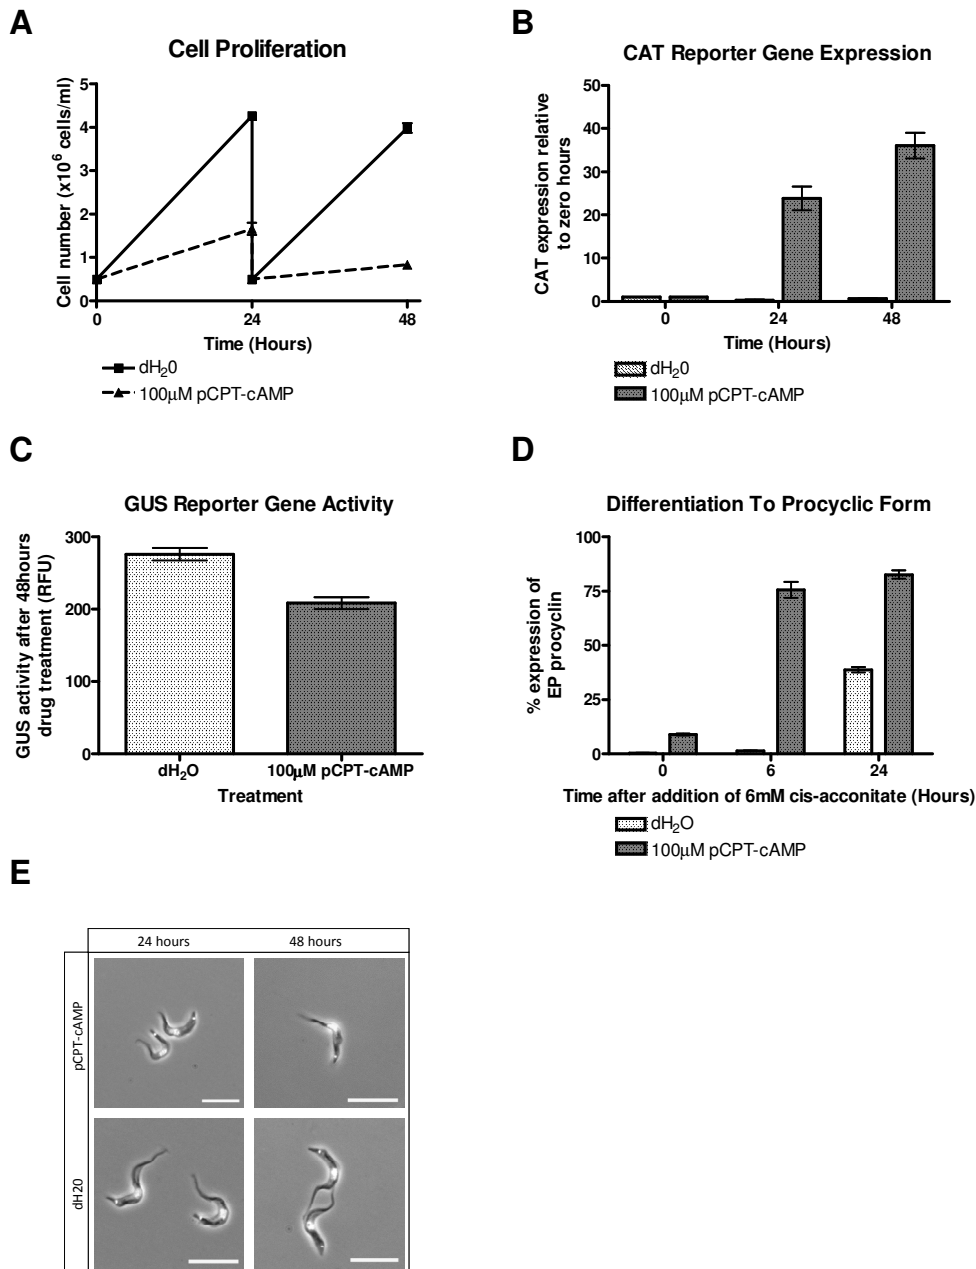 A
Cell Proliferation
Cell number (x10⁶ cells/ml)
5
4
3
2
1
0
0 24 48
Time (Hours)
dH₂0
100µM pCPT-cAMP
B
CAT Reporter Gene Expression
CAT expression relative
to zero hours
50
40
30
20
10
0
0 24 48
Time (Hours)
dH₂0
100µM pCPT-cAMP
C
GUS Reporter Gene Activity
GUS activity after 48hours
drug treatment (RFU)
300
200
100
0
dH₂O 100µM pCPT-cAMP
Treatment
D
Differentiation To Procyclic Form
% expression of
EP procyclin
100
75
50
25
0
0 6 24
Time after addition of 6mM cis-acconitate (Hours)
dH₂O
100µM pCPT-cAMP
E
24 hours 48 hours
pCPT-cAMP
dH20